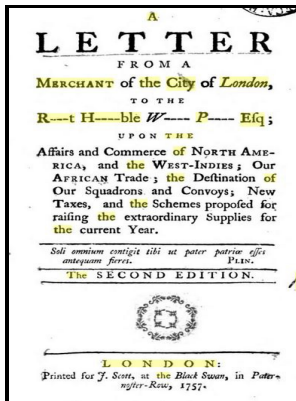 A
LETTER
FROM A
MERCHANT of the City of London,
TO THE
R---t H----ble W---- P---- Eſq;
UPON THE
Affairs and Commerce of NORTH AME-
RICA, and the WEST-INDIES; Our
AFRICAN Trade; the Deſtination of
Our Squadrons and Convoys; New
Taxes, and the Schemes propoſed for
raiſing the extraordinary Supplies for
the current Year.
Soli omnium contigit tibi ut pater patriæ eſſes
antequam fieres. PLIN.
The SECOND EDITION.
LONDON:
Printed for J. Scott, at the Black Swan, in Pater-
noſter-Row, 1757.